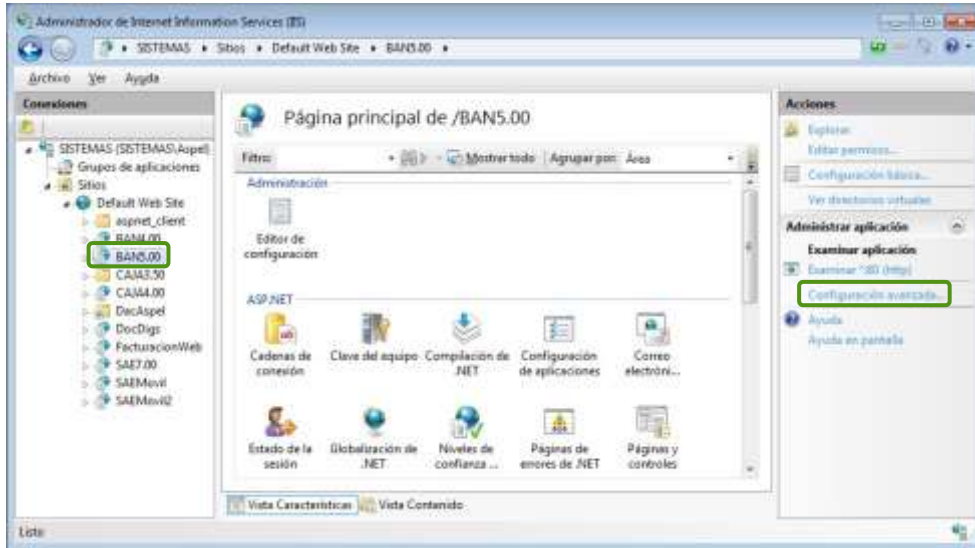 Administrador de Internet Information Services (IIS)
SISTEMAS ▸ Sitios ▸ Default Web Site ▸ BAN5.00 ▸
Archivo Ver Ayuda
Conexiones
SISTEMAS (SISTEMAS\Aspel)
Grupos de aplicaciones
Sitios
Default Web Site
aspnet_client
BAN4.00
BAN5.00
CAJA3.50
CAJA4.00
DacAspel
DocDigs
FacturacionWeb
SAE7.00
SAEMovil
SAEMovil2
Página principal de /BAN5.00
Filtro: Mostrar todo Agrupar por: Área
Administración
Editor de
configuración
ASP.NET
Cadenas de
conexión
Clave del equipo
Compilación de
.NET
Configuración
de aplicaciones
Correo
electróni...
Estado de la
sesión
Globalización de
.NET
Niveles de
confianza ...
Páginas de
errores de .NET
Páginas y
controles
Vista Características Vista Contenido
Acciones
Explorar
Editar permisos...
Configuración básica...
Ver directorios virtuales
Administrar aplicación
Examinar aplicación
Examinar *:80 (http)
Configuración avanzada...
Ayuda
Ayuda en pantalla
Listo